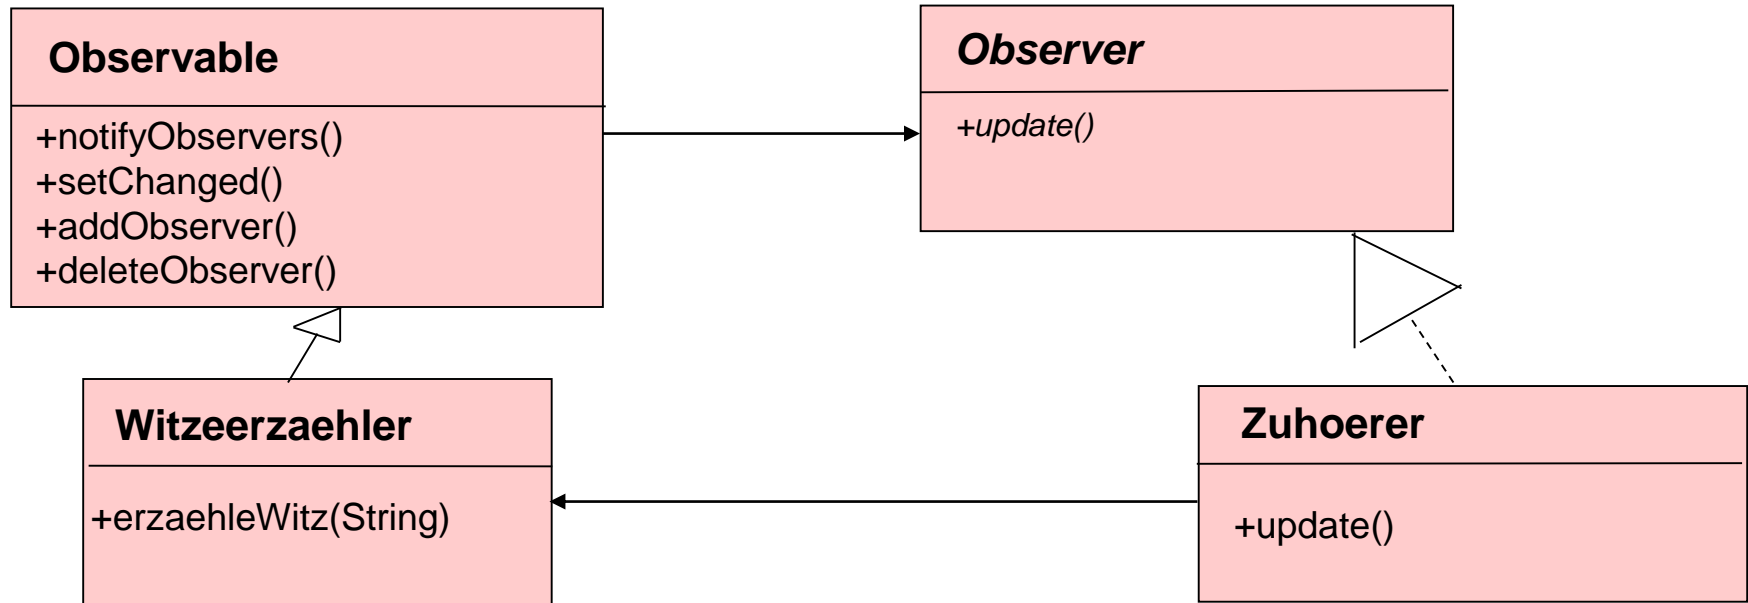 Observable
+notifyObservers()
+setChanged()
+addObserver()
+deleteObserver()
Observer
+update()
Witzeerzaehler
+erzaehleWitz(String)
Zuhoerer
+update()